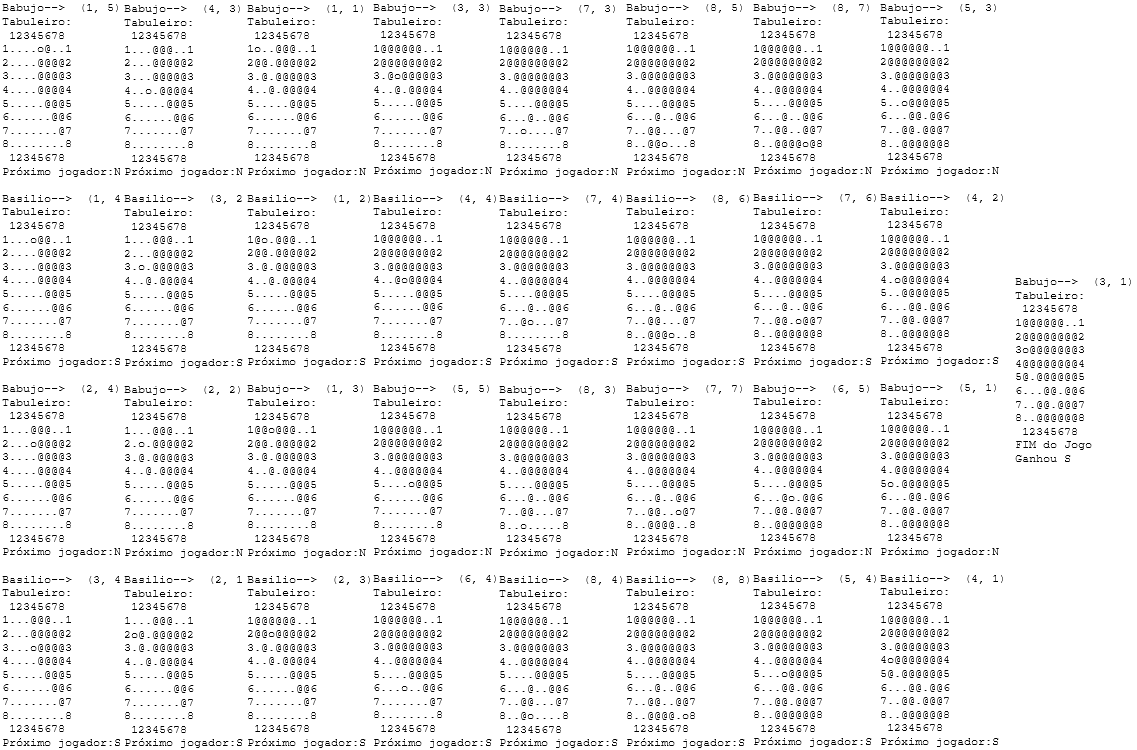 Babujo--> (1, 5)
Tabuleiro:
12345678
1....o@..1
2....@@@@2
3....@@@@3
4....@@@@4
5.....@@@5
6......@@6
7.......@7
8........8
12345678
Próximo jogador:N
Basilio--> (1, 4
Tabuleiro:
12345678
1...o@@..1
2....@@@@2
3....@@@@3
4....@@@@4
5.....@@@5
6......@@6
7.......@7
8........8
12345678
Próximo jogador:S
Babujo--> (2, 4)
Tabuleiro:
12345678
1...@@@..1
2...o@@@@2
3....@@@@3
4....@@@@4
5.....@@@5
6......@@6
7.......@7
8........8
12345678
Próximo jogador:N
Basilio--> (3, 4
Tabuleiro:
12345678
1...@@@..1
2...@@@@@2
3...o@@@@3
4....@@@@4
5.....@@@5
6......@@6
7.......@7
8........8
12345678
Próximo jogador:S
Babujo--> (4, 3)
Tabuleiro:
12345678
1...@@@..1
2...@@@@@2
3...@@@@@3
4..o.@@@@4
5.....@@@5
6......@@6
7.......@7
8........8
12345678
Próximo jogador:N
Basilio--> (3, 2
Tabuleiro:
12345678
1...@@@..1
2...@@@@@2
3.o.@@@@@3
4..@.@@@@4
5.....@@@5
6......@@6
7.......@7
8........8
12345678
Próximo jogador:S
Babujo--> (2, 2)
Tabuleiro:
12345678
1...@@@..1
2.o.@@@@@2
3.@.@@@@@3
4..@.@@@@4
5.....@@@5
6......@@6
7.......@7
8........8
12345678
Próximo jogador:N
Basilio--> (2, 1
Tabuleiro:
12345678
1...@@@..1
2o@.@@@@@2
3.@.@@@@@3
4..@.@@@@4
5.....@@@5
6......@@6
7.......@7
8........8
12345678
Próximo jogador:S
Babujo--> (1, 1)
Tabuleiro:
12345678
1o..@@@..1
2@@.@@@@@2
3.@.@@@@@3
4..@.@@@@4
5.....@@@5
6......@@6
7.......@7
8........8
12345678
Próximo jogador:N
Basilio--> (1, 2)
Tabuleiro:
12345678
1@o.@@@..1
2@@.@@@@@2
3.@.@@@@@3
4..@.@@@@4
5.....@@@5
6......@@6
7.......@7
8........8
12345678
Próximo jogador:S
Babujo--> (1, 3)
Tabuleiro:
12345678
1@@o@@@..1
2@@.@@@@@2
3.@.@@@@@3
4..@.@@@@4
5.....@@@5
6......@@6
7.......@7
8........8
12345678
Próximo jogador:N
Basilio--> (2, 3)
Tabuleiro:
12345678
1@@@@@@..1
2@@o@@@@@2
3.@.@@@@@3
4..@.@@@@4
5.....@@@5
6......@@6
7.......@7
8........8
12345678
Próximo jogador:S
Babujo--> (3, 3)
Tabuleiro:
12345678
1@@@@@@..1
2@@@@@@@@2
3.@o@@@@@3
4..@.@@@@4
5.....@@@5
6......@@6
7.......@7
8........8
12345678
Próximo jogador:N
Basilio--> (4, 4)
Tabuleiro:
12345678
1@@@@@@..1
2@@@@@@@@2
3.@@@@@@@3
4..@o@@@@4
5.....@@@5
6......@@6
7.......@7
8........8
12345678
Próximo jogador:S
Babujo--> (5, 5)
Tabuleiro:
12345678
1@@@@@@..1
2@@@@@@@@2
3.@@@@@@@3
4..@@@@@@4
5....o@@@5
6......@@6
7.......@7
8........8
12345678
Próximo jogador:N
Basilio--> (6, 4)
Tabuleiro:
12345678
1@@@@@@..1
2@@@@@@@@2
3.@@@@@@@3
4..@@@@@@4
5....@@@@5
6...o..@@6
7.......@7
8........8
12345678
Próximo jogador:S
Babujo--> (7, 3)
Tabuleiro:
12345678
1@@@@@@..1
2@@@@@@@@2
3.@@@@@@@3
4..@@@@@@4
5....@@@@5
6...@..@@6
7..o....@7
8........8
12345678
Próximo jogador:N
Basilio--> (7, 4)
Tabuleiro:
12345678
1@@@@@@..1
2@@@@@@@@2
3.@@@@@@@3
4..@@@@@@4
5....@@@@5
6...@..@@6
7..@o...@7
8........8
12345678
Próximo jogador:S
Babujo--> (8, 3)
Tabuleiro:
12345678
1@@@@@@..1
2@@@@@@@@2
3.@@@@@@@3
4..@@@@@@4
5....@@@@5
6...@..@@6
7..@@...@7
8..o.....8
12345678
Próximo jogador:N
Basilio--> (8, 4)
Tabuleiro:
12345678
1@@@@@@..1
2@@@@@@@@2
3.@@@@@@@3
4..@@@@@@4
5....@@@@5
6...@..@@6
7..@@...@7
8..@o....8
12345678
Próximo jogador:S
Babujo--> (8, 5)
Tabuleiro:
12345678
1@@@@@@..1
2@@@@@@@@2
3.@@@@@@@3
4..@@@@@@4
5....@@@@5
6...@..@@6
7..@@...@7
8..@@o...8
12345678
Próximo jogador:N
Basilio--> (8, 6)
Tabuleiro:
12345678
1@@@@@@..1
2@@@@@@@@2
3.@@@@@@@3
4..@@@@@@4
5....@@@@5
6...@..@@6
7..@@...@7
8..@@@o..8
12345678
Próximo jogador:S
Babujo--> (7, 7)
Tabuleiro:
12345678
1@@@@@@..1
2@@@@@@@@2
3.@@@@@@@3
4..@@@@@@4
5....@@@@5
6...@..@@6
7..@@..o@7
8..@@@@..8
12345678
Próximo jogador:N
Basilio--> (8, 8)
Tabuleiro:
12345678
1@@@@@@..1
2@@@@@@@@2
3.@@@@@@@3
4..@@@@@@4
5....@@@@5
6...@..@@6
7..@@..@@7
8..@@@@.o8
12345678
Próximo jogador:S
Babujo--> (8, 7)
Tabuleiro:
12345678
1@@@@@@..1
2@@@@@@@@2
3.@@@@@@@3
4..@@@@@@4
5....@@@@5
6...@..@@6
7..@@..@@7
8..@@@@o@8
12345678
Próximo jogador:N
Basilio--> (7, 6)
Tabuleiro:
12345678
1@@@@@@..1
2@@@@@@@@2
3.@@@@@@@3
4..@@@@@@4
5....@@@@5
6...@..@@6
7..@@.o@@7
8..@@@@@@8
12345678
Próximo jogador:S
Babujo--> (6, 5)
Tabuleiro:
12345678
1@@@@@@..1
2@@@@@@@@2
3.@@@@@@@3
4..@@@@@@4
5....@@@@5
6...@o.@@6
7..@@.@@@7
8..@@@@@@8
12345678
Próximo jogador:N
Basilio--> (5, 4)
Tabuleiro:
12345678
1@@@@@@..1
2@@@@@@@@2
3.@@@@@@@3
4..@@@@@@4
5...o@@@@5
6...@@.@@6
7..@@.@@@7
8..@@@@@@8
12345678
Próximo jogador:S
Babujo--> (5, 3)
Tabuleiro:
12345678
1@@@@@@..1
2@@@@@@@@2
3.@@@@@@@3
4..@@@@@@4
5..o@@@@@5
6...@@.@@6
7..@@.@@@7
8..@@@@@@8
12345678
Próximo jogador:N
Basilio--> (4, 2)
Tabuleiro:
12345678
1@@@@@@..1
2@@@@@@@@2
3.@@@@@@@3
4.o@@@@@@4
5..@@@@@@5
6...@@.@@6
7..@@.@@@7
8..@@@@@@8
12345678
Próximo jogador:S
Babujo--> (5, 1)
Tabuleiro:
12345678
1@@@@@@..1
2@@@@@@@@2
3.@@@@@@@3
4.@@@@@@@4
5o.@@@@@@5
6...@@.@@6
7..@@.@@@7
8..@@@@@@8
12345678
Próximo jogador:N
Basilio--> (4, 1)
Tabuleiro:
12345678
1@@@@@@..1
2@@@@@@@@2
3.@@@@@@@3
4o@@@@@@@4
5@.@@@@@@5
6...@@.@@6
7..@@.@@@7
8..@@@@@@8
12345678
Próximo jogador:S
Babujo--> (3, 1)
Tabuleiro:
12345678
1@@@@@@..1
2@@@@@@@@2
3o@@@@@@@3
4@@@@@@@@4
5@.@@@@@@5
6...@@.@@6
7..@@.@@@7
8..@@@@@@8
12345678
FIM do Jogo
Ganhou S